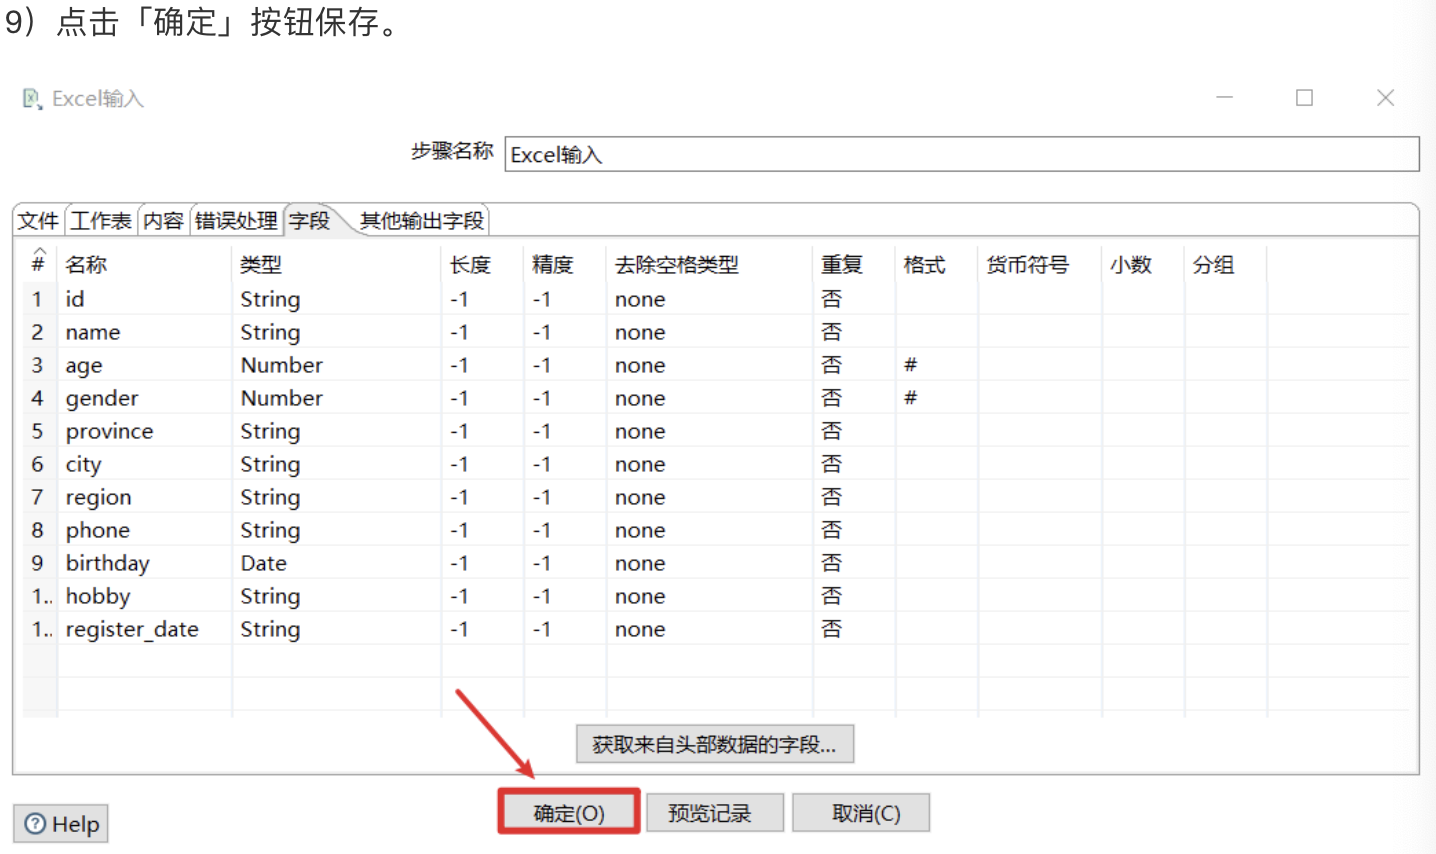 9）点击「确定」按钮保存。
Excel输入
步骤名称 Excel输入
文件 工作表 内容 错误处理 字段 其他输出字段
# 名称 类型 长度 精度 去除空格类型 重复 格式 货币符号 小数 分组
1 id String -1 -1 none 否
2 name String -1 -1 none 否
3 age Number -1 -1 none 否 #
4 gender Number -1 -1 none 否 #
5 province String -1 -1 none 否
6 city String -1 -1 none 否
7 region String -1 -1 none 否
8 phone String -1 -1 none 否
9 birthday Date -1 -1 none 否
1.. hobby String -1 -1 none 否
1.. register_date String -1 -1 none 否
获取来自头部数据的字段...
Help 确定(O) 预览记录 取消(C)